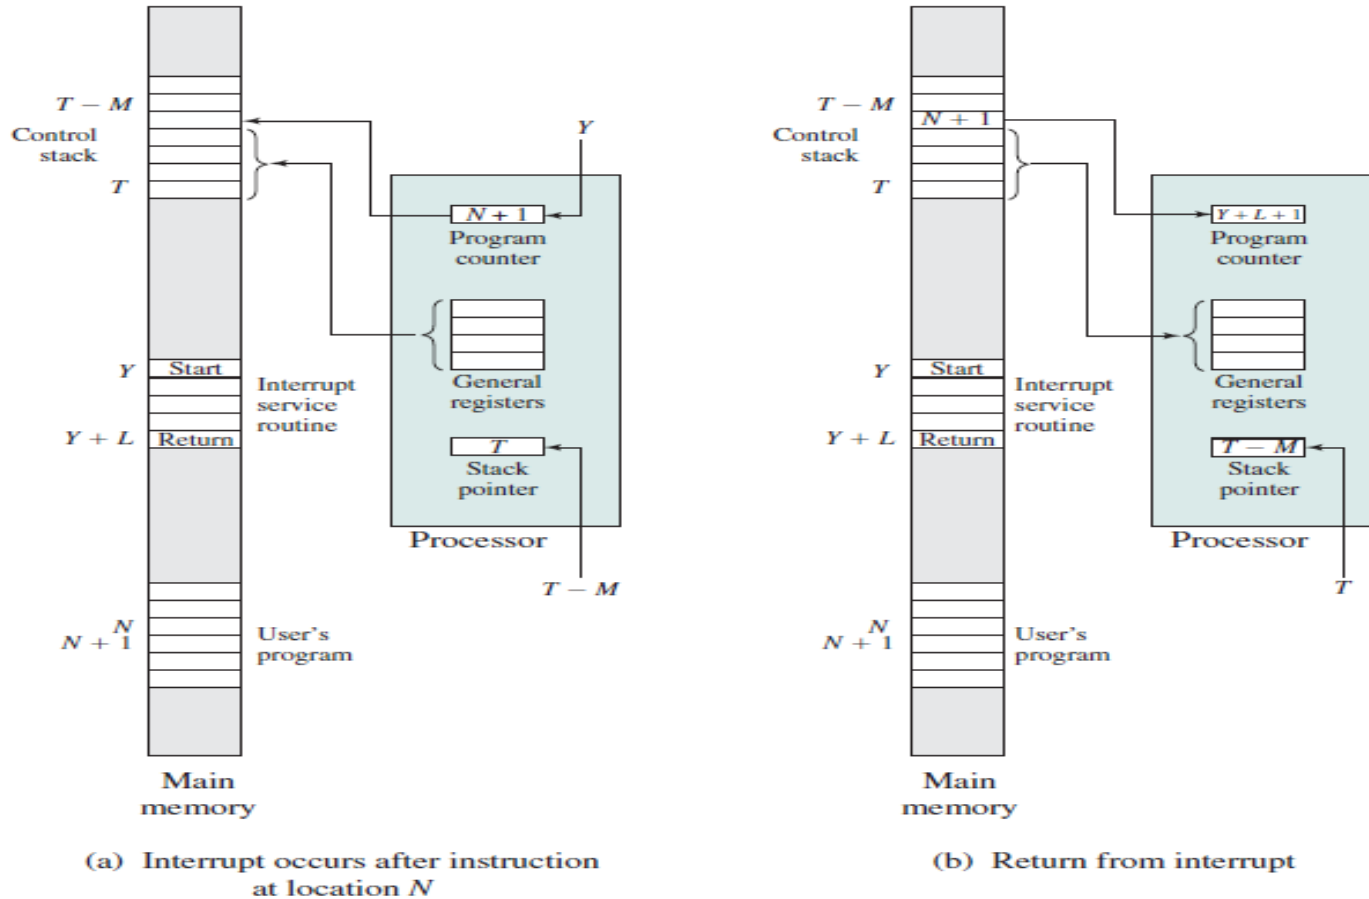 T − M
Control
stack
T
Y
N + 1
Program
counter
Y
Start
Interrupt
service
routine
Y + L
Return
General
registers
T
Stack
pointer
Processor
T − M
N
N + 1
User's
program
Main
memory
(a) Interrupt occurs after instruction
at location N
T − M
N + 1
Control
stack
T
Y + L + 1
Program
counter
Y
Start
Interrupt
service
routine
Y + L
Return
General
registers
T − M
Stack
pointer
Processor
T
N
N + 1
User's
program
Main
memory
(b) Return from interrupt